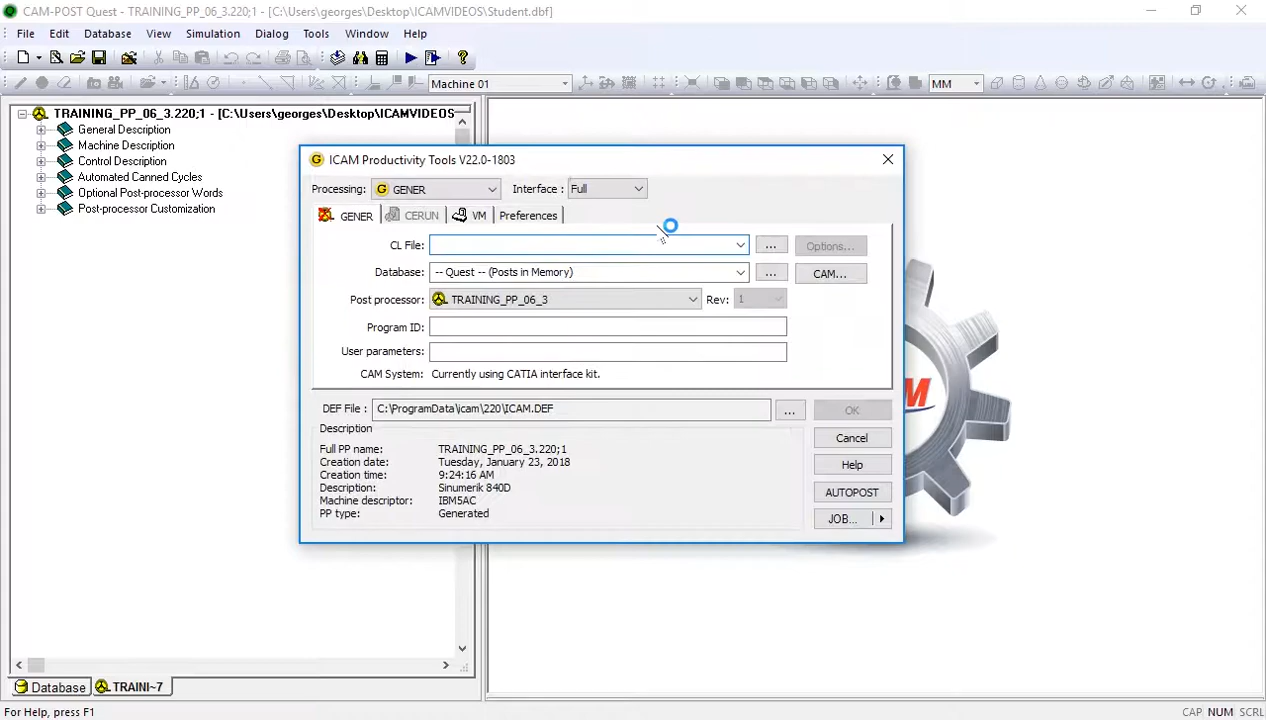 CAM-POST Quest - TRAINING_PP_06_3.220;1 - [C:\Users\georges\Desktop\ICAMVIDEOS\Student.dbf]
File Edit Database View Simulation Dialog Tools Window Help
Machine 01
MM
TRAINING_PP_06_3.220;1 - [C:\Users\georges\Desktop\ICAMVIDEOS
General Description
Machine Description
Control Description
Automated Canned Cycles
Optional Post-processor Words
Post-processor Customization
ICAM Productivity Tools V22.0-1803
Processing: GENER Interface : Full
GENER CERUN VM Preferences
CL File: ... Options...
Database: -- Quest -- (Posts in Memory) ... CAM...
Post processor: TRAINING_PP_06_3 Rev: 1
Program ID:
User parameters:
CAM System: Currently using CATIA interface kit.
DEF File : C:\ProgramData\icam\220\ICAM.DEF ... OK
Description
Full PP name: TRAINING_PP_06_3.220;1
Creation date: Tuesday, January 23, 2018
Creation time: 9:24:16 AM
Description: Sinumerik 840D
Machine descriptor: IBM5AC
PP type: Generated
Cancel
Help
AUTOPOST
JOB...
M
Database TRAINI~7
For Help, press F1
CAP NUM SCRL